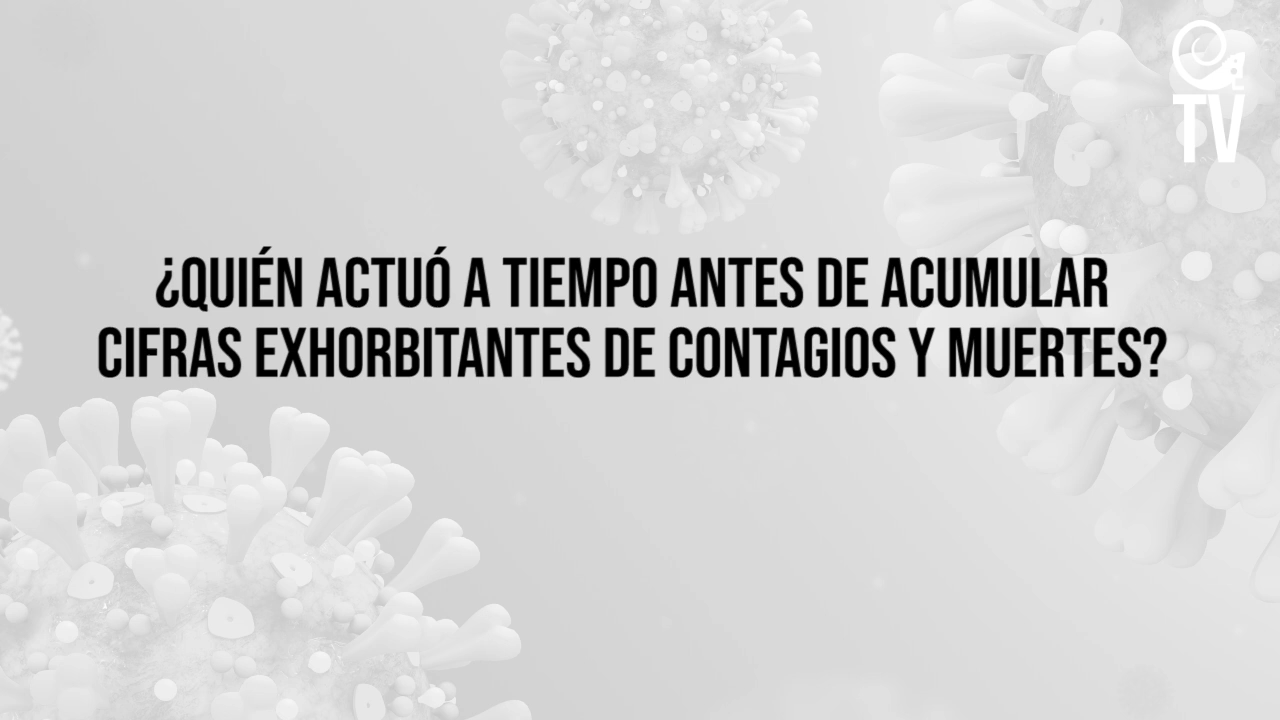 TV
¿QUIÉN ACTUÓ A TIEMPO ANTES DE ACUMULAR
CIFRAS EXHORBITANTES DE CONTAGIOS Y MUERTES?